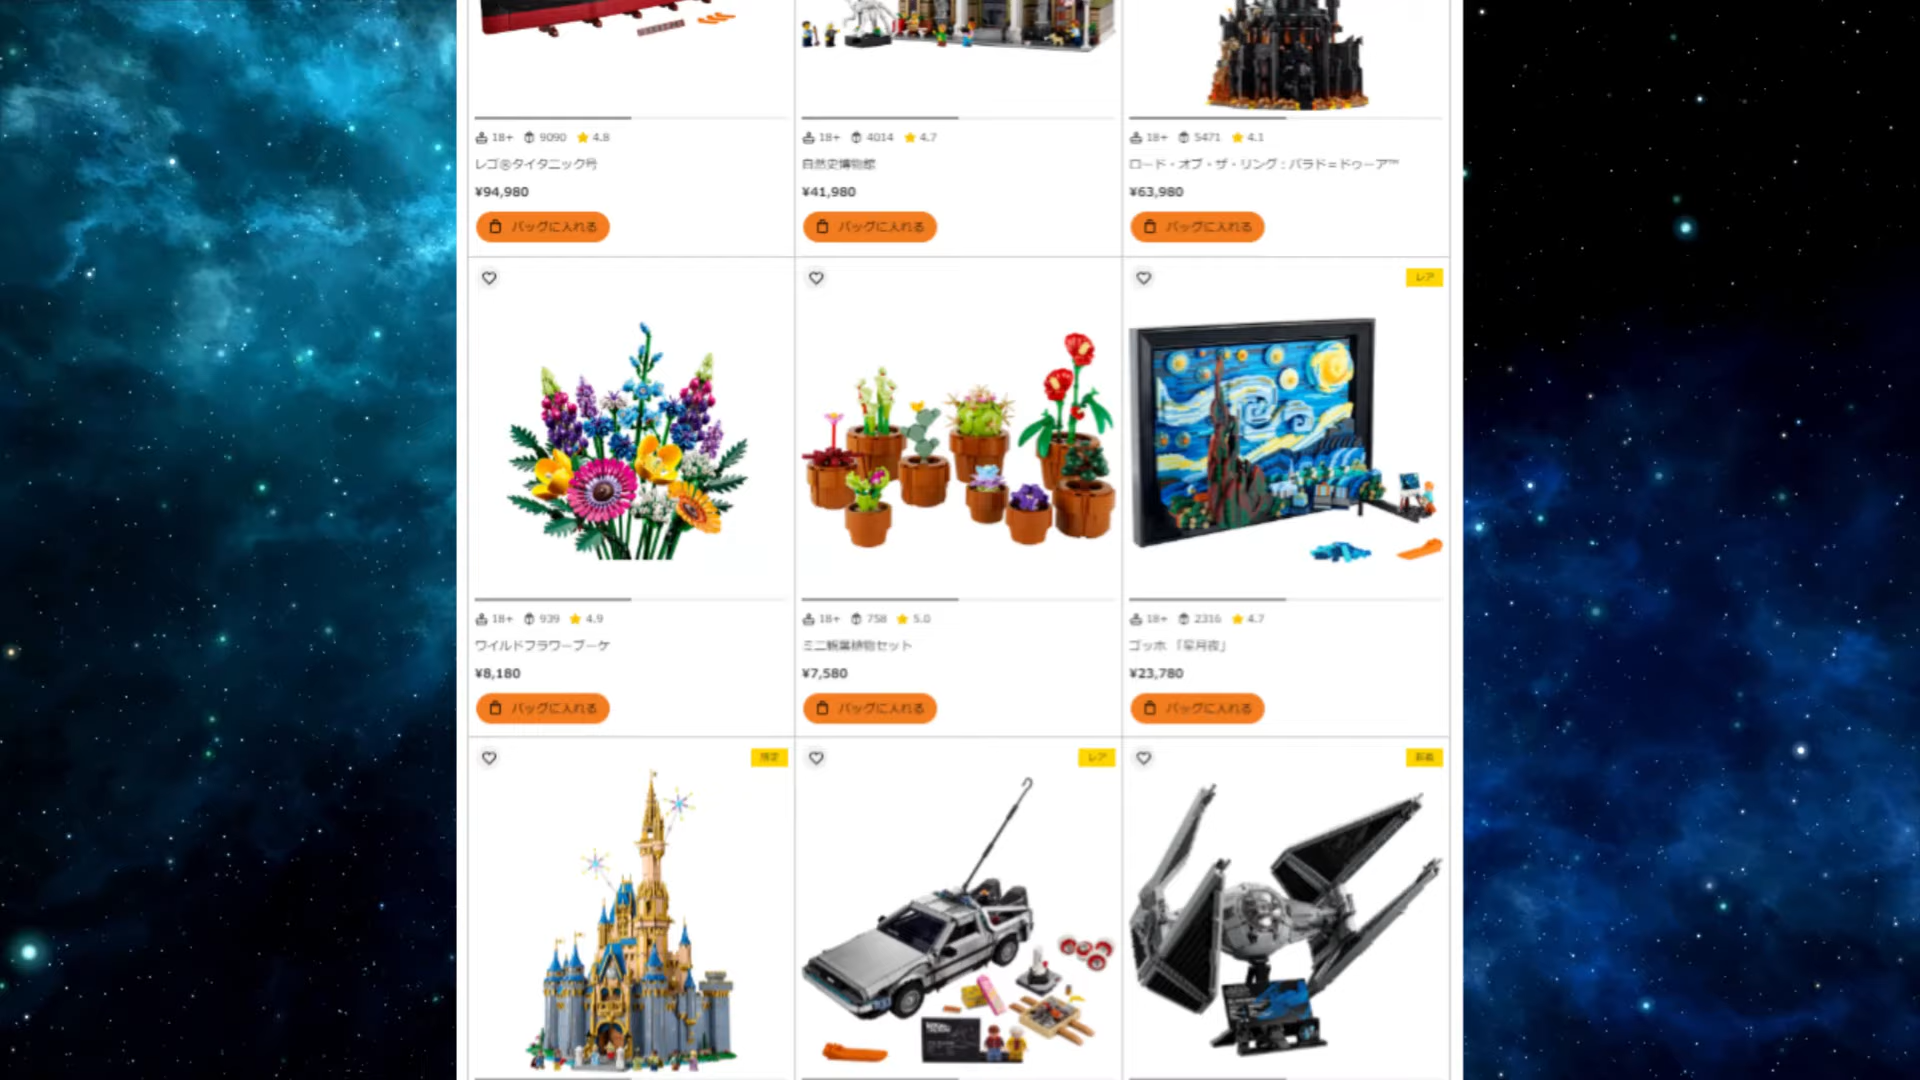 18+ 9090 4.8
レゴ®タイタニック号
¥94,980
バッグに入れる
18+ 4014 4.7
自然史博物館
¥41,980
バッグに入れる
18+ 5471 4.1
ロード・オブ・ザ・リング：バラド＝ドゥーア™
¥63,980
バッグに入れる
18+ 939 4.9
ワイルドフラワーブーケ
¥8,180
バッグに入れる
18+ 758 5.0
ミニ観葉植物セット
¥7,580
バッグに入れる
レア
18+ 2316 4.7
ゴッホ 「星月夜」
¥23,780
バッグに入れる
限定
レア
新着